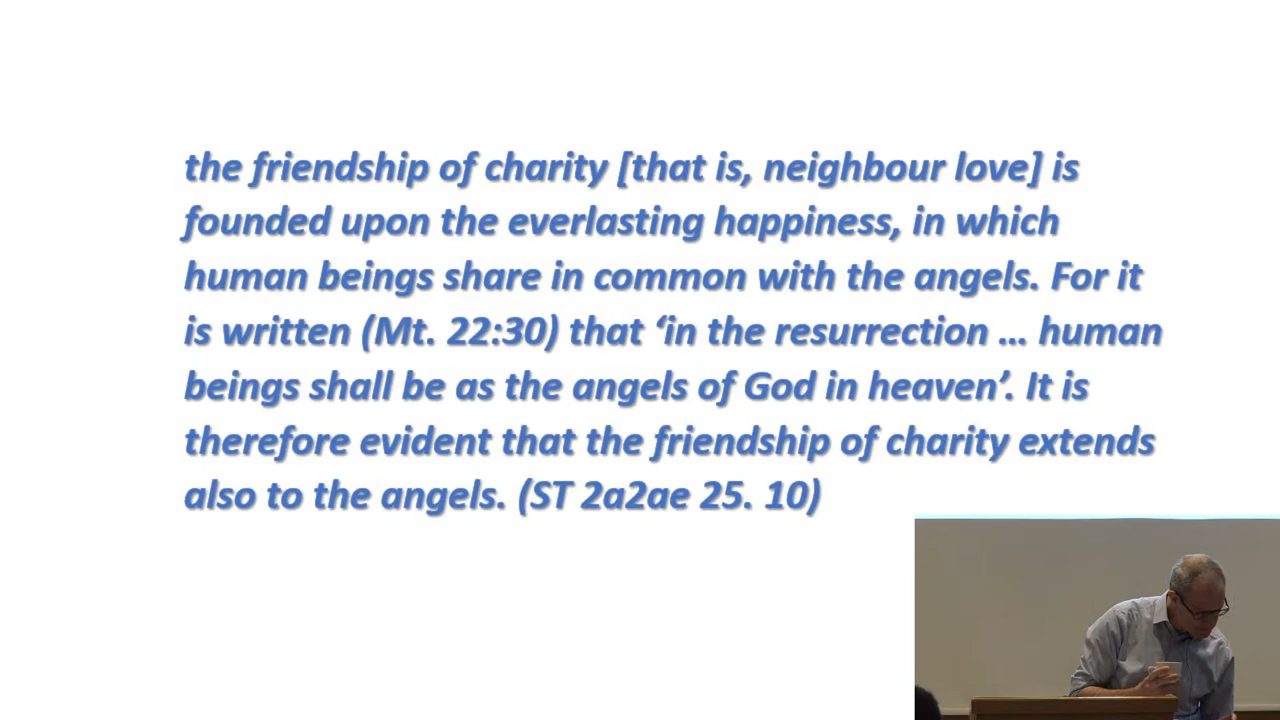 the friendship of charity [that is, neighbour love] is
founded upon the everlasting happiness, in which
human beings share in common with the angels. For it
is written (Mt. 22:30) that ‘in the resurrection … human
beings shall be as the angels of God in heaven’. It is
therefore evident that the friendship of charity extends
also to the angels. (ST 2a2ae 25. 10)